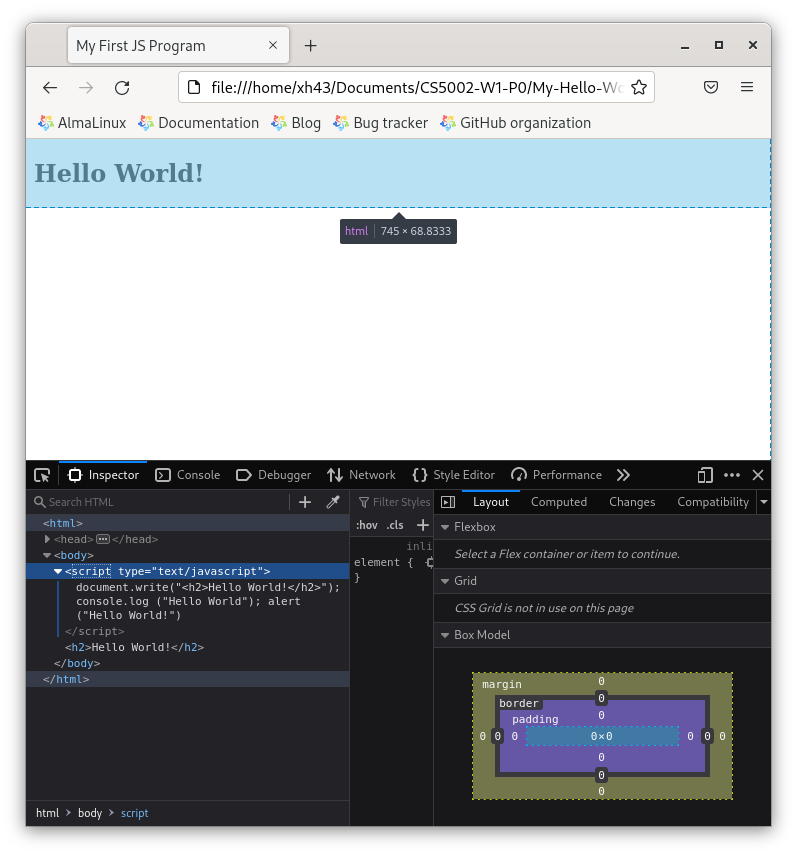 My First JS Program
file:///home/xh43/Documents/CS5002-W1-P0/My-Hello-Wo
AlmaLinux Documentation Blog Bug tracker GitHub organization
Hello World!
html 745 × 68.8333
Inspector Console Debugger Network Style Editor Performance
Search HTML
Filter Styles
Layout Computed Changes Compatibility
<html>
<head> </head>
<body>
<script type="text/javascript">
document.write("<h2>Hello World!</h2>");
console.log ("Hello World"); alert
("Hello World!")
</script>
<h2>Hello World!</h2>
</body>
</html>
html > body > script
:hov .cls +
inli
element {
}
Flexbox
Select a Flex container or item to continue.
Grid
CSS Grid is not in use on this page
Box Model
margin 0
border 0
padding 0
0 0 0 0×0 0 0 0
0
0
0